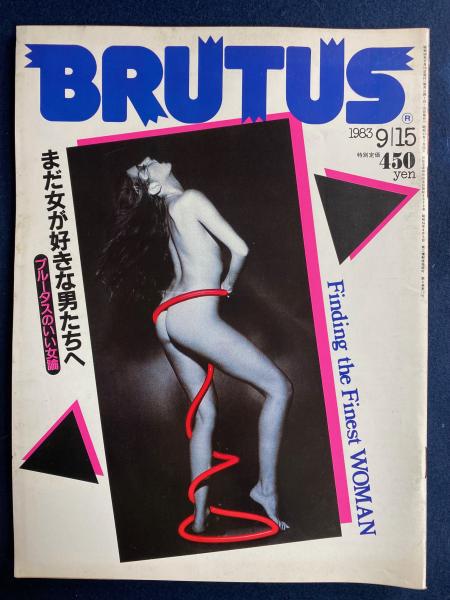 BRUTUS
®
1983 9|15
特別定価 450
yen
まだ女が好きな男たちへ
ブルータスのいい女論
Finding the Finest WOMAN